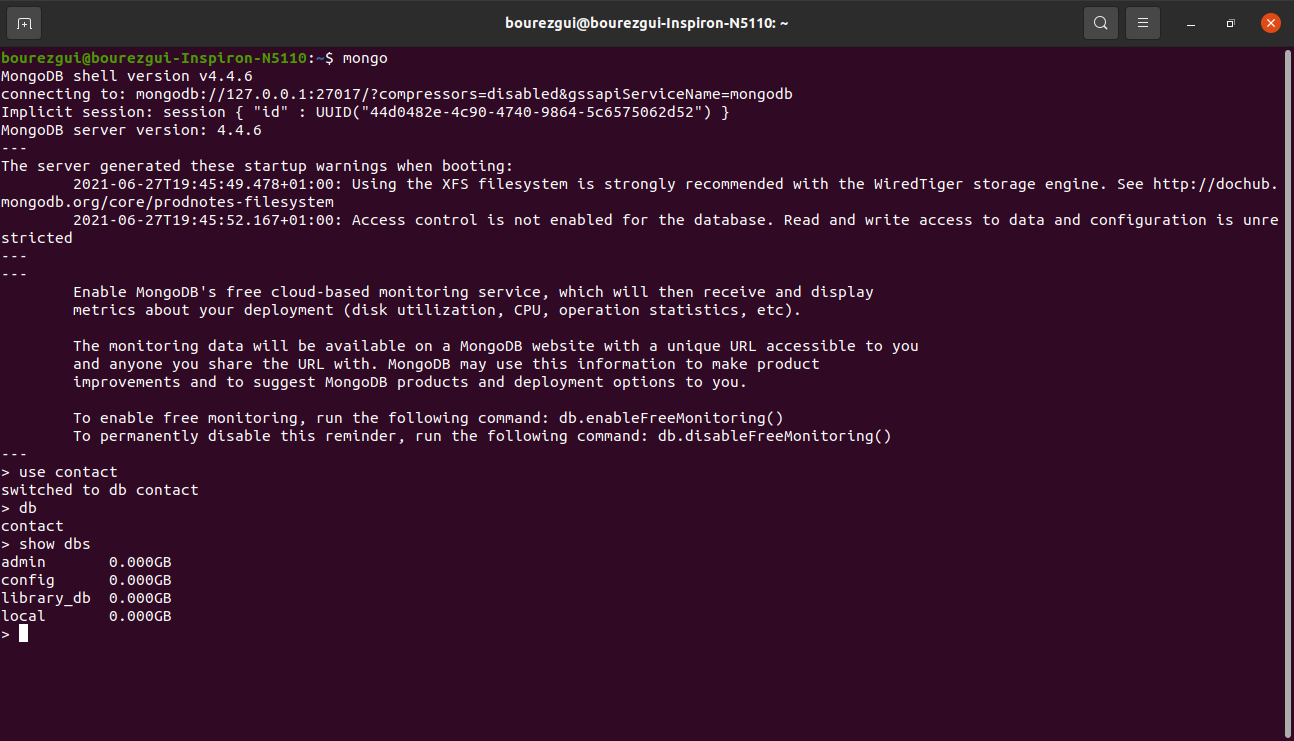 bourezgui@bourezgui-Inspiron-N5110: ~
bourezgui@bourezgui-Inspiron-N5110:~$ mongo
MongoDB shell version v4.4.6
connecting to: mongodb://127.0.0.1:27017/?compressors=disabled&gssapiServiceName=mongodb
Implicit session: session { "id" : UUID("44d0482e-4c90-4740-9864-5c6575062d52") }
MongoDB server version: 4.4.6
---
The server generated these startup warnings when booting:
        2021-06-27T19:45:49.478+01:00: Using the XFS filesystem is strongly recommended with the WiredTiger storage engine. See http://dochub.
mongodb.org/core/prodnotes-filesystem
        2021-06-27T19:45:52.167+01:00: Access control is not enabled for the database. Read and write access to data and configuration is unre
stricted
---
---
        Enable MongoDB's free cloud-based monitoring service, which will then receive and display
        metrics about your deployment (disk utilization, CPU, operation statistics, etc).

        The monitoring data will be available on a MongoDB website with a unique URL accessible to you
        and anyone you share the URL with. MongoDB may use this information to make product
        improvements and to suggest MongoDB products and deployment options to you.

        To enable free monitoring, run the following command: db.enableFreeMonitoring()
        To permanently disable this reminder, run the following command: db.disableFreeMonitoring()
---
> use contact
switched to db contact
> db
contact
> show dbs
admin       0.000GB
config      0.000GB
library_db  0.000GB
local       0.000GB
>